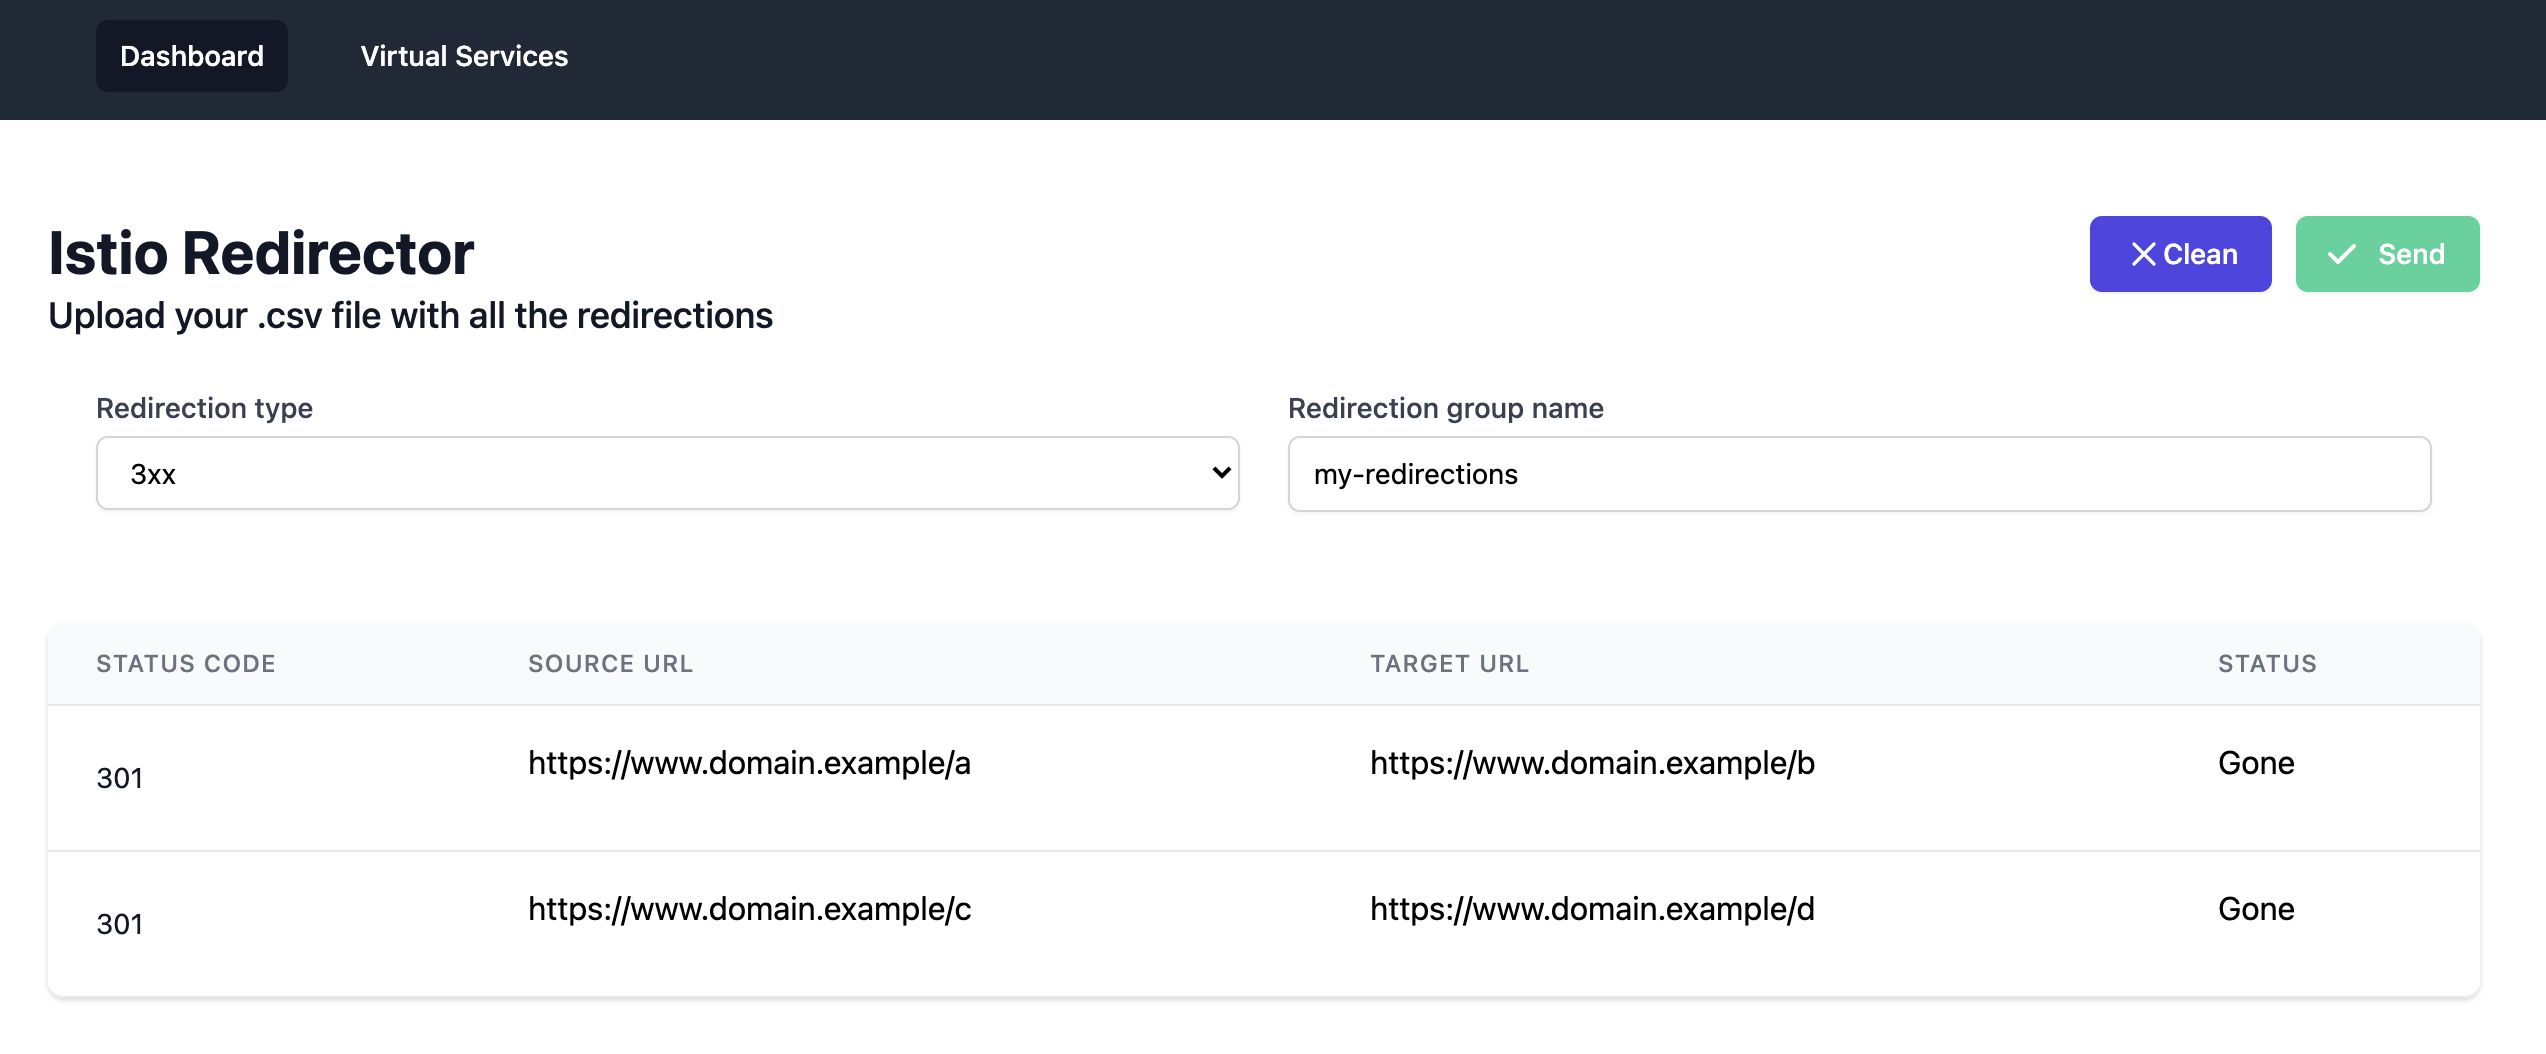 Dashboard Virtual Services
Istio Redirector
Clean Send
Upload your .csv file with all the redirections
Redirection type Redirection group name
3xx my-redirections
STATUS CODE SOURCE URL TARGET URL STATUS
301 https://www.domain.example/a https://www.domain.example/b Gone
301 https://www.domain.example/c https://www.domain.example/d Gone